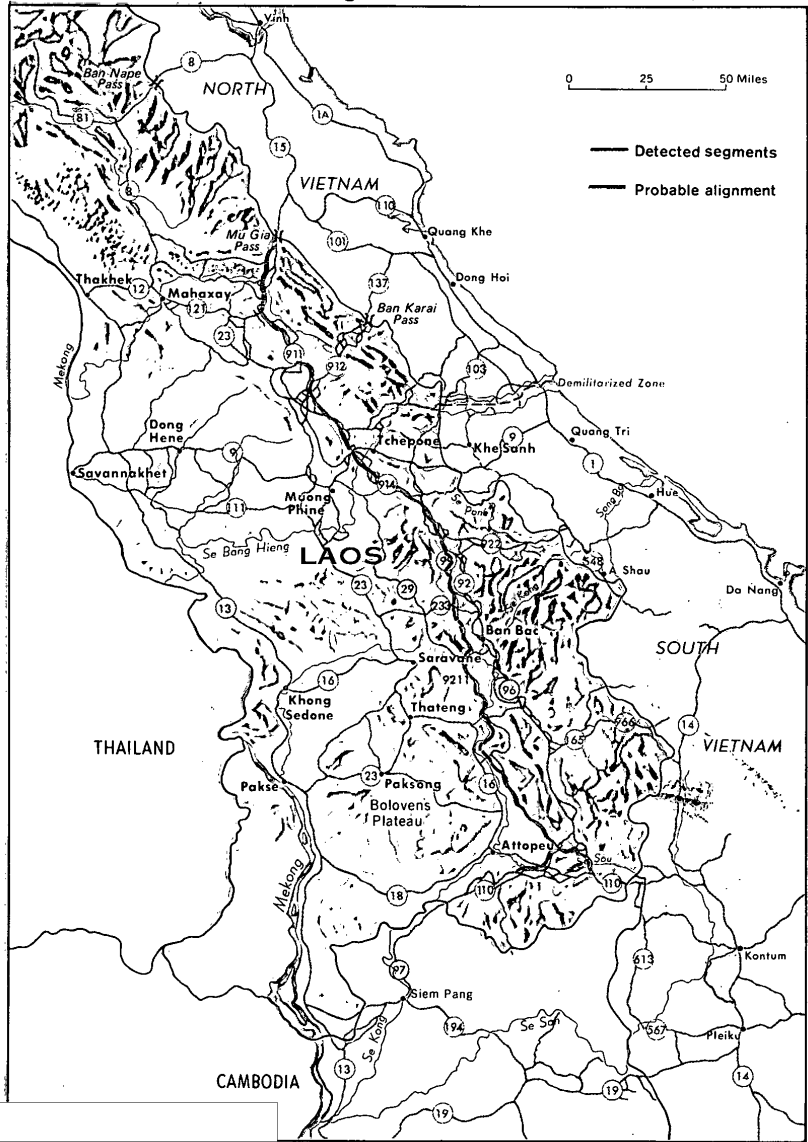 Vinh
Ban Nape
Pass
8
NORTH
0 25 50 Miles
81
1A
15
Detected segments
VIETNAM
Probable alignment
8
110
Mu Gia
Pass
101
Quang Khe
Thakhek
12
Mahaxay
121
137
Dong Hoi
Ban Karai
Pass
23
911
912
Mekong
103
Demilitarized Zone
Dong
Hene
9
Tchepone
Khe Sanh
9
Quang Tri
Savannakhet
1
914
Muong
Phine
111
Se Pone
Song Bo
Hue
Se Bang Hieng
LAOS
922
548
A Shau
Da Nang
23
29
92
13
23
Ban Bac
SOUTH
Saravane
9211
16
96
Khong
Sedone
Thateng
14
THAILAND
165
966
VIETNAM
23
Paksong
16
Pakse
Bolovens
Plateau
Attopeu
Sou
Mekong
18
110
110
613
Kontum
97
Siem Pang
194
Se San
567
Pleiku
Se Kong
13
CAMBODIA
14
19
19